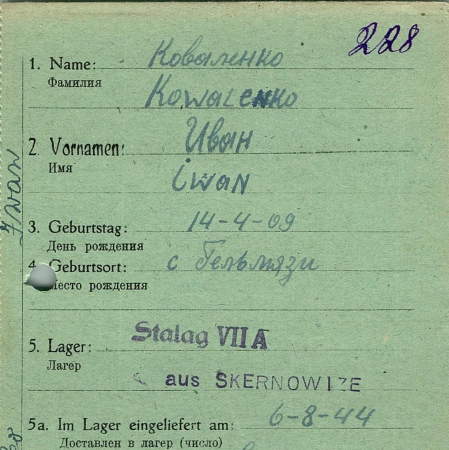 228
1. Name: Коваленко
Фамилия
Kowalenko
2. Vornamen: Иван
Имя
iwan
3. Geburtstag: 14-4-09
День рождения
4. Geburtsort: с Гельмязи
Место рождения
5. Lager: Stalag VII A
Лагер
aus SKERNOWIZE
5a. Im Lager eingeliefert am: 6-8-44
Доставлен в лагер (число)
Iwan